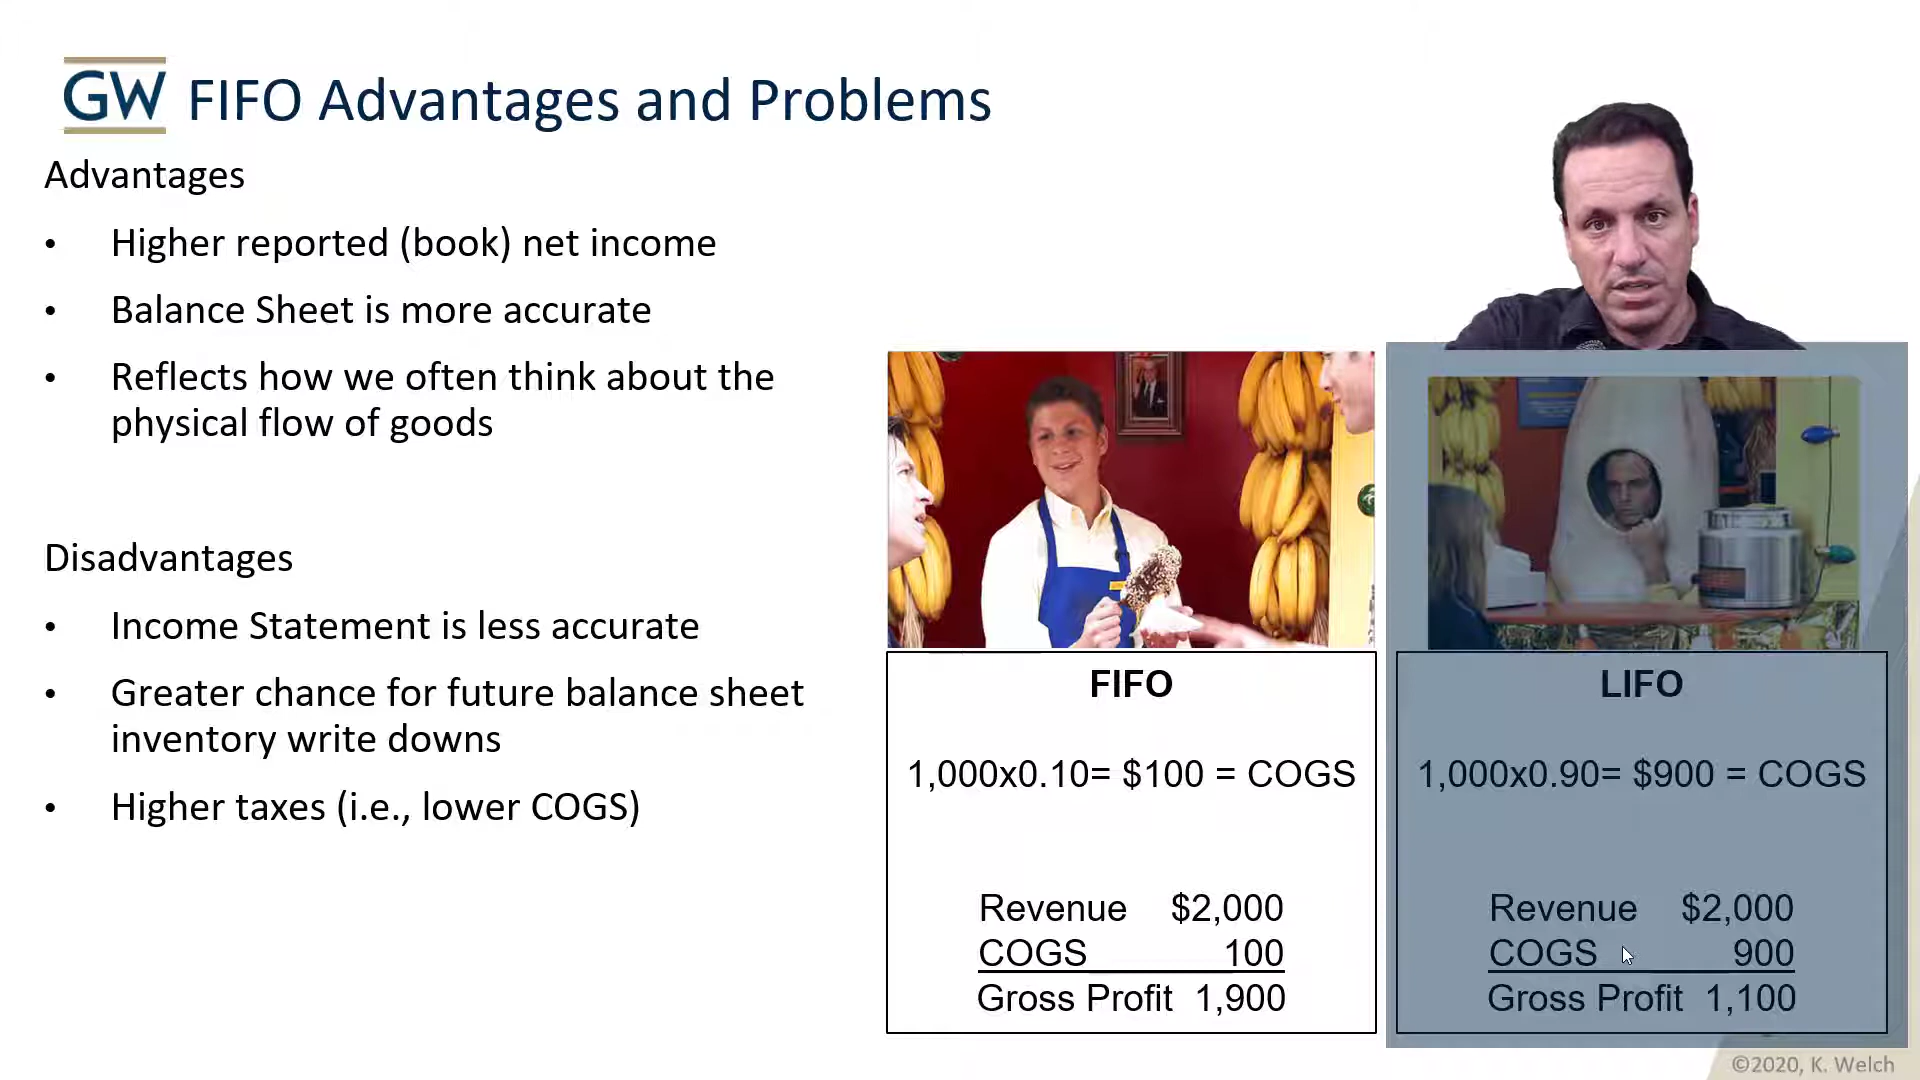 GW FIFO Advantages and Problems
Advantages
• Higher reported (book) net income
• Balance Sheet is more accurate
• Reflects how we often think about the
physical flow of goods
Disadvantages
• Income Statement is less accurate
• Greater chance for future balance sheet
inventory write downs
• Higher taxes (i.e., lower COGS)
FIFO
1,000x0.10= $100 = COGS
Revenue $2,000
COGS 100
Gross Profit 1,900
LIFO
1,000x0.90= $900 = COGS
Revenue $2,000
COGS 900
Gross Profit 1,100
©2020, K. Welch